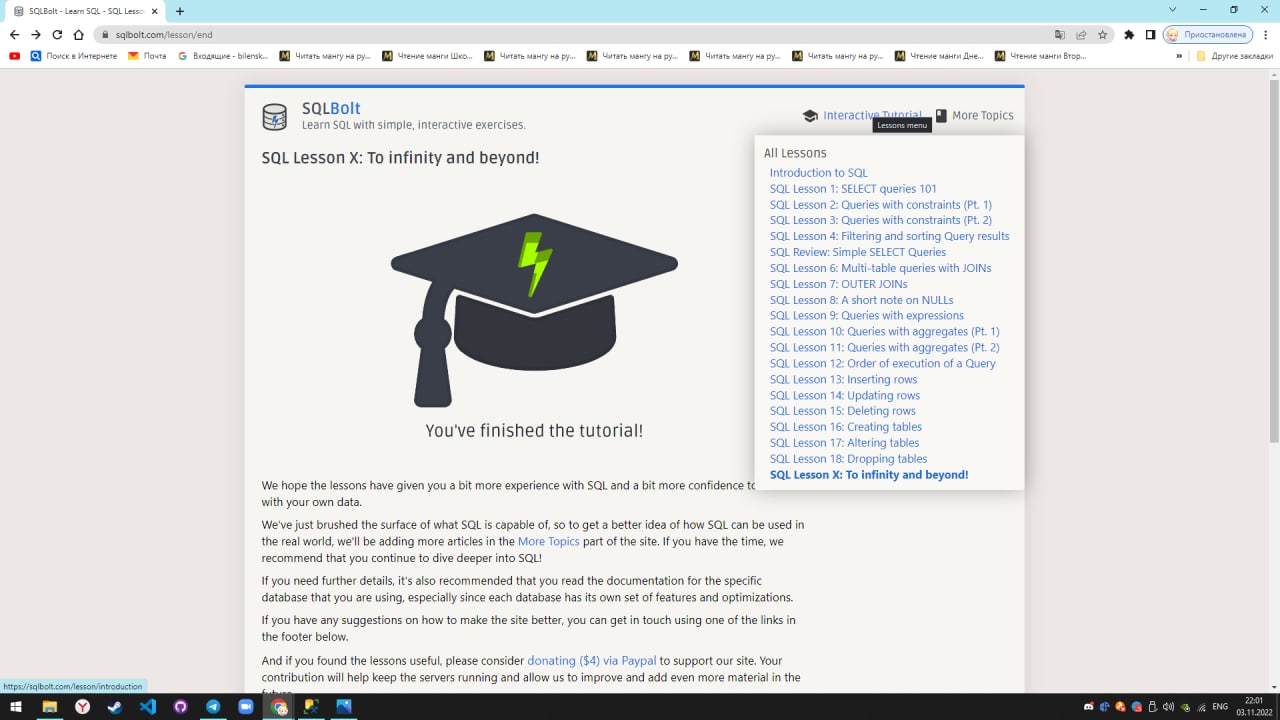 SQLBolt - Learn SQL - SQL Lesso
sqlbolt.com/lesson/end
Приостановлена
Поиск в Интернете
Почта
Входящие - bilensk...
Читать мангу на ру...
Чтение манги Шко...
Читать мангу на ру...
Читать мангу на ру...
Читать мангу на ру...
Читать мангу на ру...
Чтение манги Дне...
Чтение манги Втор...
»
Другие закладки
SQLBolt
Learn SQL with simple, interactive exercises.
Interactive Tutorial
More Topics
Lessons menu
SQL Lesson X: To infinity and beyond!
All Lessons
Introduction to SQL
SQL Lesson 1: SELECT queries 101
SQL Lesson 2: Queries with constraints (Pt. 1)
SQL Lesson 3: Queries with constraints (Pt. 2)
SQL Lesson 4: Filtering and sorting Query results
SQL Review: Simple SELECT Queries
SQL Lesson 6: Multi-table queries with JOINs
SQL Lesson 7: OUTER JOINs
SQL Lesson 8: A short note on NULLs
SQL Lesson 9: Queries with expressions
SQL Lesson 10: Queries with aggregates (Pt. 1)
SQL Lesson 11: Queries with aggregates (Pt. 2)
SQL Lesson 12: Order of execution of a Query
SQL Lesson 13: Inserting rows
SQL Lesson 14: Updating rows
SQL Lesson 15: Deleting rows
SQL Lesson 16: Creating tables
SQL Lesson 17: Altering tables
SQL Lesson 18: Dropping tables
SQL Lesson X: To infinity and beyond!
You've finished the tutorial!
We hope the lessons have given you a bit more experience with SQL and a bit more confidence to
with your own data.
We've just brushed the surface of what SQL is capable of, so to get a better idea of how SQL can be used in
the real world, we'll be adding more articles in the More Topics part of the site. If you have the time, we
recommend that you continue to dive deeper into SQL!
If you need further details, it's also recommended that you read the documentation for the specific
database that you are using, especially since each database has its own set of features and optimizations.
If you have any suggestions on how to make the site better, you can get in touch using one of the links in
the footer below.
And if you found the lessons useful, please consider donating ($4) via Paypal to support our site. Your
contribution will help keep the servers running and allow us to improve and add even more material in the
future.
https://sqlbolt.com/lesson/introduction
ENG
22:01
03.11.2022